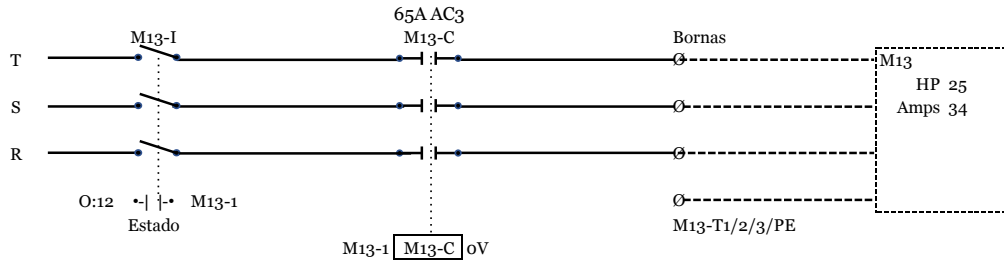 65A AC3
M13-I M13-C Bornas
T M13
HP 25
S Amps 34
R
O:12 M13-1
Estado M13-T1/2/3/PE
M13-1 M13-C 0V